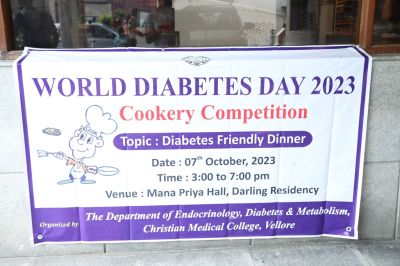 WORLD DIABETES DAY 2023
Cookery Competition
Topic : Diabetes Friendly Dinner
Date : 07th October, 2023
Time : 3:00 to 7:00 pm
Venue : Mana Priya Hall, Darling Residency
Organized by The Department of Endocrinology, Diabetes & Metabolism,
Christian Medical College, Vellore